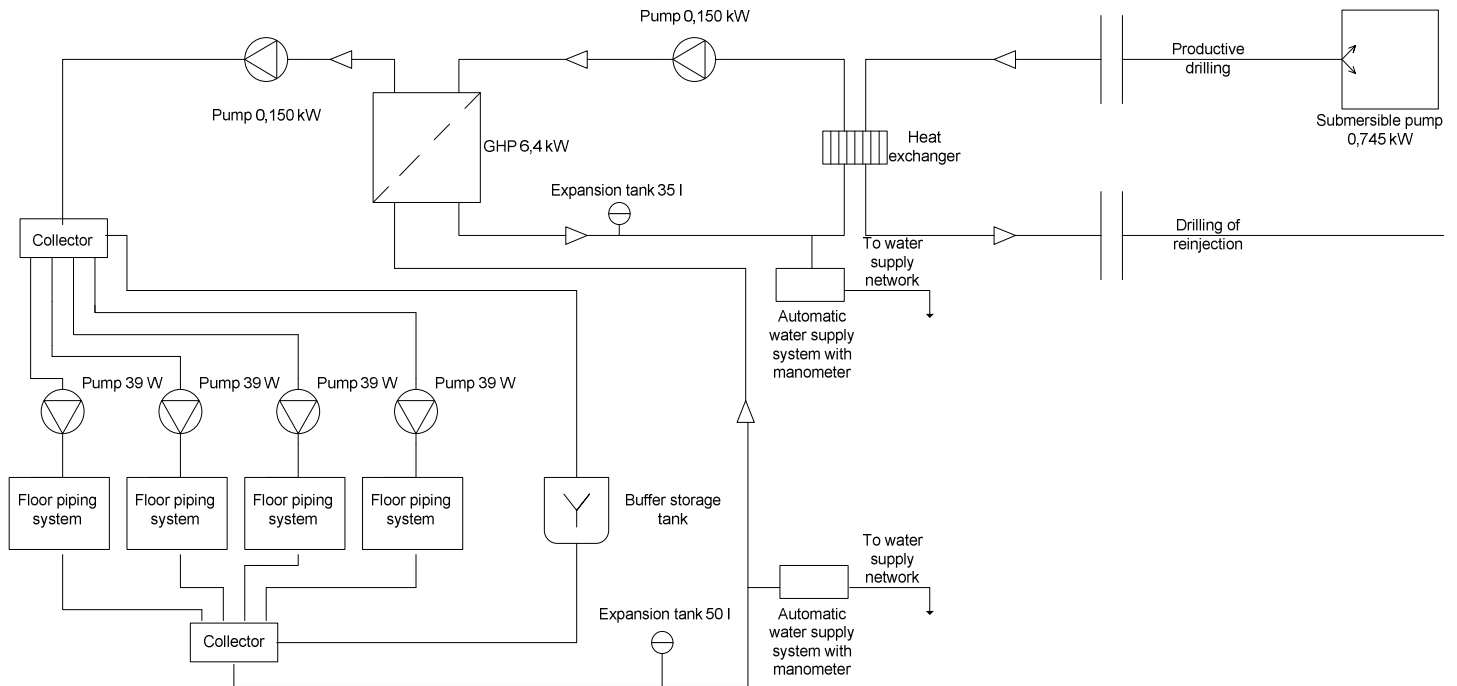 Pump 0,150 kW
Productive
drilling
Pump 0,150 kW
Submersible pump
0,745 kW
GHP 6,4 kW
Heat
exchanger
Expansion tank 35 l
Collector
Drilling of
reinjection
To water
supply
network
Automatic
water supply
system with
manometer
Pump 39 W
Pump 39 W
Pump 39 W
Pump 39 W
Floor piping
system
Floor piping
system
Floor piping
system
Floor piping
system
Buffer storage
tank
To water
supply
network
Expansion tank 50 l
Automatic
water supply
system with
manometer
Collector